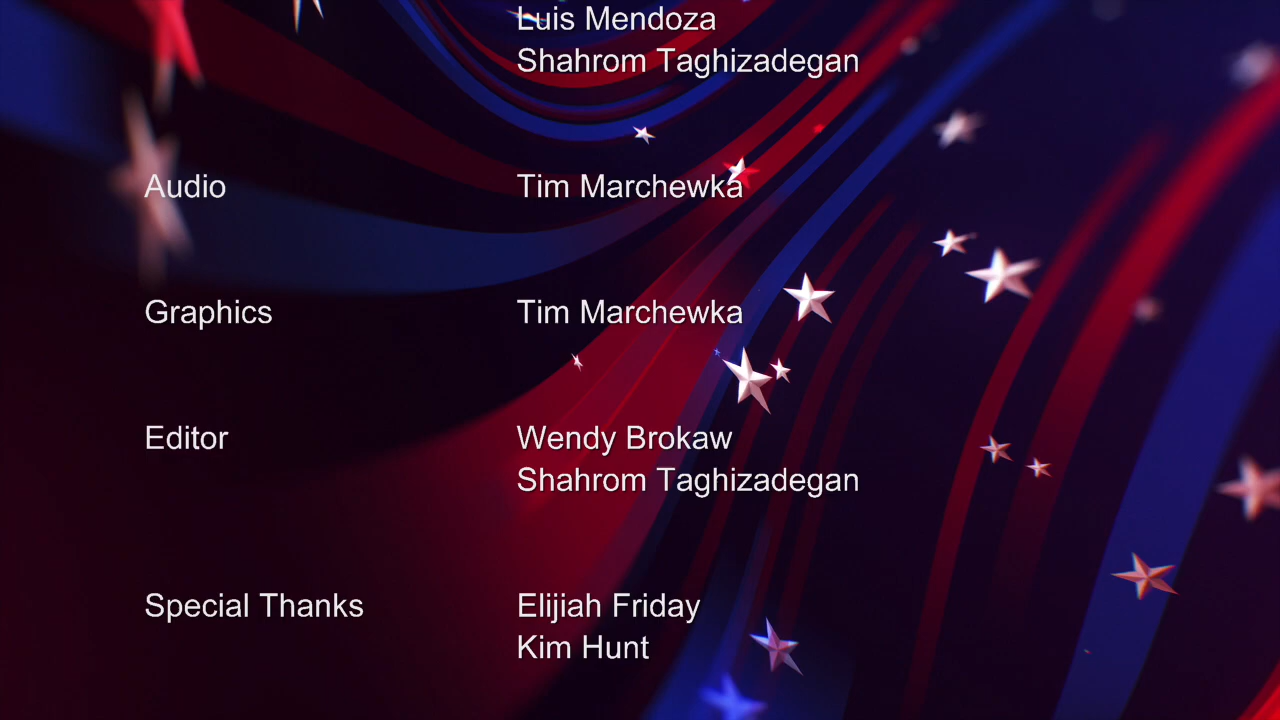 Luis Mendoza
Shahrom Taghizadegan
Audio Tim Marchewka
Graphics Tim Marchewka
Editor Wendy Brokaw
Shahrom Taghizadegan
Special Thanks Elijiah Friday
Kim Hunt